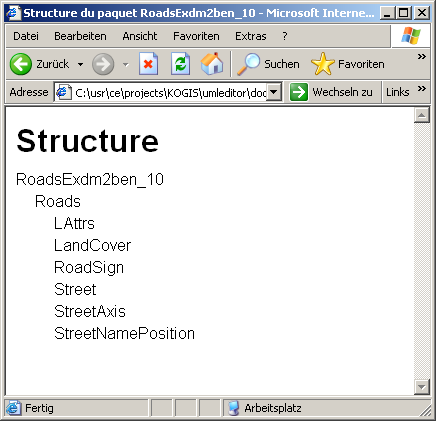 Structure du paquet RoadsExdm2ben_10 - Microsoft Interne...
Datei Bearbeiten Ansicht Favoriten Extras ?
Zurück Suchen Favoriten »
Adresse C:\usr\ce\projects\KOGIS\umleditor\doc Wechseln zu Links »
Structure
RoadsExdm2ben_10
Roads
LAttrs
LandCover
RoadSign
Street
StreetAxis
StreetNamePosition
Fertig Arbeitsplatz